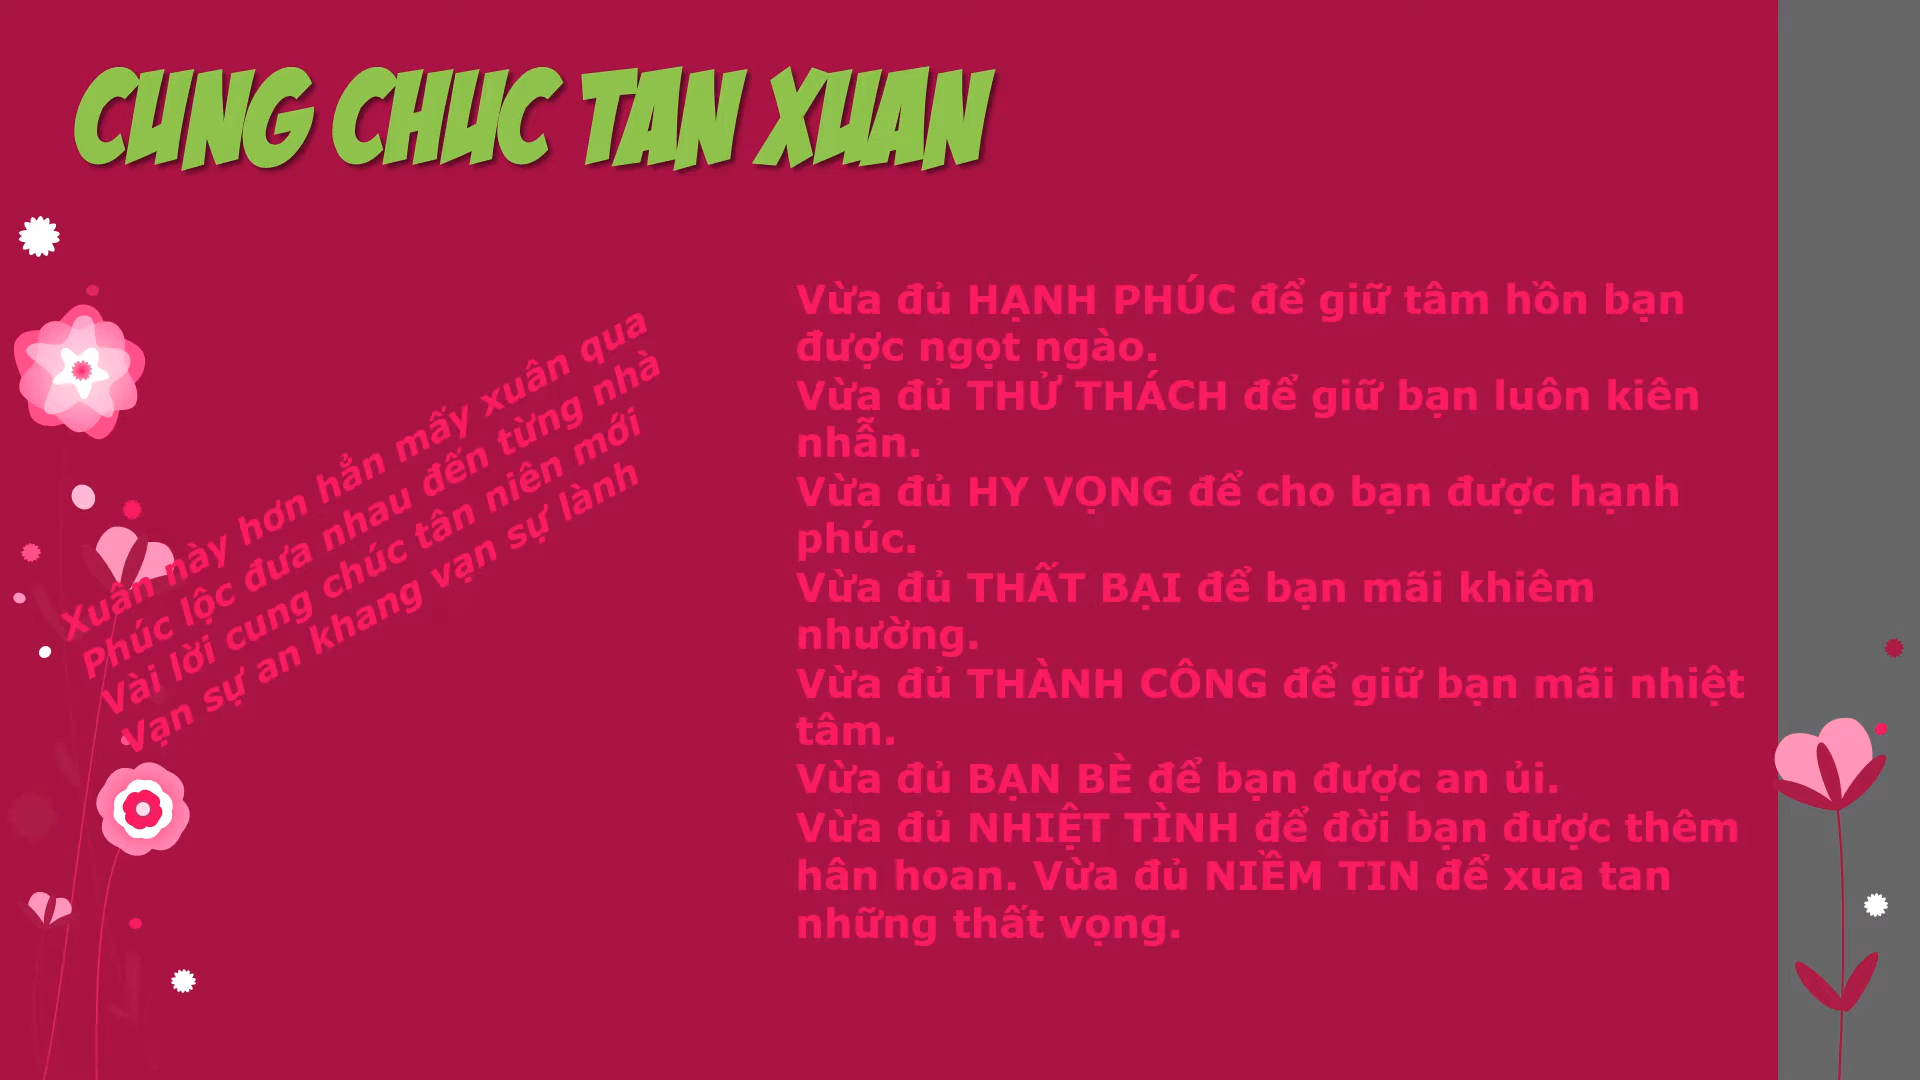 CUNG CHUC TAN XUAN
Xuân này hơn hẳn mấy xuân qua
Phúc lộc đưa nhau đến từng nhà
Vài lời cung chúc tân niên mới
Vạn sự an khang vạn sự lành
Vừa đủ HẠNH PHÚC để giữ tâm hồn bạn
được ngọt ngào.
Vừa đủ THỬ THÁCH để giữ bạn luôn kiên
nhẫn.
Vừa đủ HY VỌNG để cho bạn được hạnh
phúc.
Vừa đủ THẤT BẠI để bạn mãi khiêm
nhường.
Vừa đủ THÀNH CÔNG để giữ bạn mãi nhiệt
tâm.
Vừa đủ BẠN BÈ để bạn được an ủi.
Vừa đủ NHIỆT TÌNH để đời bạn được thêm
hân hoan. Vừa đủ NIỀM TIN để xua tan
những thất vọng.